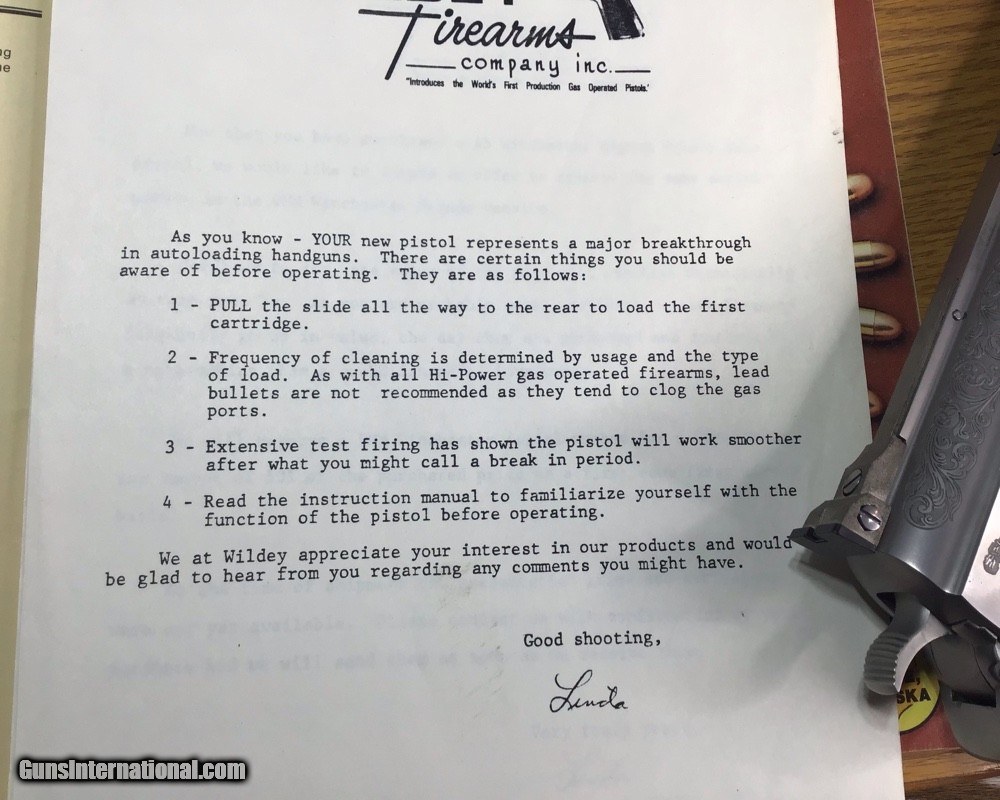 Firearms
company inc.
"Introduces the World's First Production Gas Operated Pistols."
As you know - YOUR new pistol represents a major breakthrough
in autoloading handguns. There are certain things you should be
aware of before operating. They are as follows:
1 - PULL the slide all the way to the rear to load the first
cartridge.
2 - Frequency of cleaning is determined by usage and the type
of load. As with all Hi-Power gas operated firearms, lead
bullets are not recommended as they tend to clog the gas
ports.
3 - Extensive test firing has shown the pistol will work smoother
after what you might call a break in period.
4 - Read the instruction manual to familiarize yourself with the
function of the pistol before operating.
We at Wildey appreciate your interest in our products and would
be glad to hear from you regarding any comments you might have.
Good shooting,
Linda
SKA
GunsInternational.com